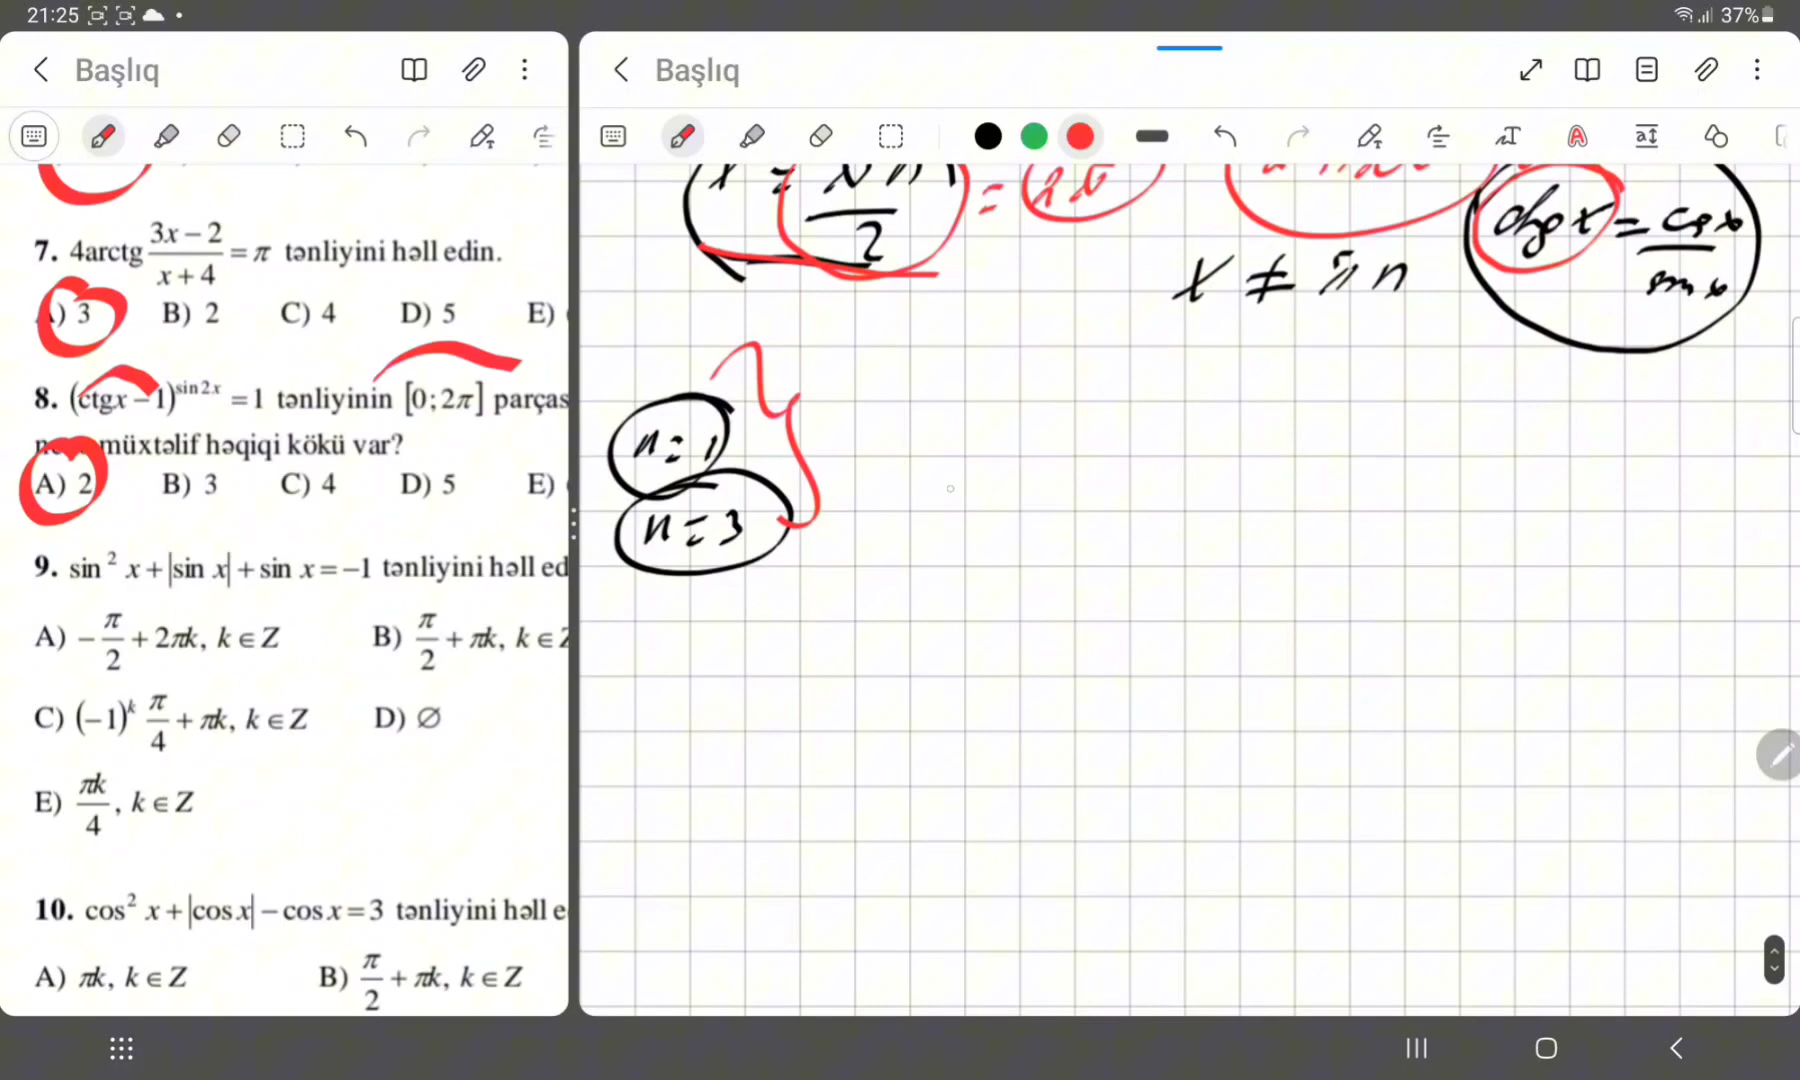 21:25
37%
Başlıq
Başlıq
7. 4arctg (3x − 2)/(x + 4) = π tənliyini həll edin.
) 3 B) 2 C) 4 D) 5 E)
8. (ctgx − 1)^sin2x = 1 tənliyinin [0; 2π] parças
müxtəlif həqiqi kökü var?
A) 2 B) 3 C) 4 D) 5 E)
9. sin² x + |sin x| + sin x = −1 tənliyini həll ed
A) −π/2 + 2πk, k ∈ Z B) π/2 + πk, k ∈ Z
C) (−1)^k π/4 + πk, k ∈ Z D) ∅
E) πk/4, k ∈ Z
10. cos² x + |cos x| − cos x = 3 tənliyini həll e
A) πk, k ∈ Z B) π/2 + πk, k ∈ Z
2
x ≠ πn
= cosx/sinx
n = 1
n = 3